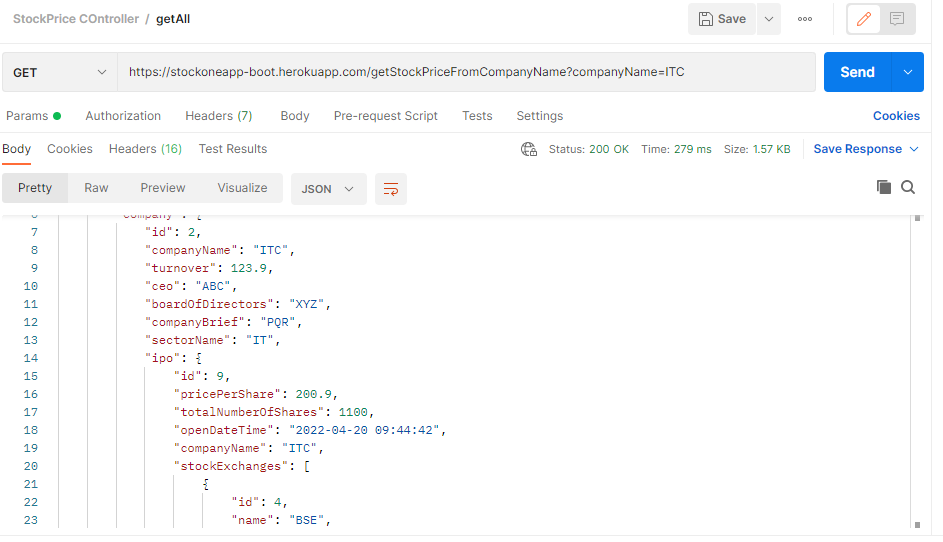 StockPrice COntroller / getAll
Save
GET https://stockoneapp-boot.herokuapp.com/getStockPriceFromCompanyName?companyName=ITC Send
Params Authorization Headers (7) Body Pre-request Script Tests Settings Cookies
Body Cookies Headers (16) Test Results Status: 200 OK Time: 279 ms Size: 1.57 KB Save Response
Pretty Raw Preview Visualize JSON
6 "company": {
7 "id": 2,
8 "companyName": "ITC",
9 "turnover": 123.9,
10 "ceo": "ABC",
11 "boardOfDirectors": "XYZ",
12 "companyBrief": "PQR",
13 "sectorName": "IT",
14 "ipo": {
15 "id": 9,
16 "pricePerShare": 200.9,
17 "totalNumberOfShares": 1100,
18 "openDateTime": "2022-04-20 09:44:42",
19 "companyName": "ITC",
20 "stockExchanges": [
21 {
22 "id": 4,
23 "name": "BSE",